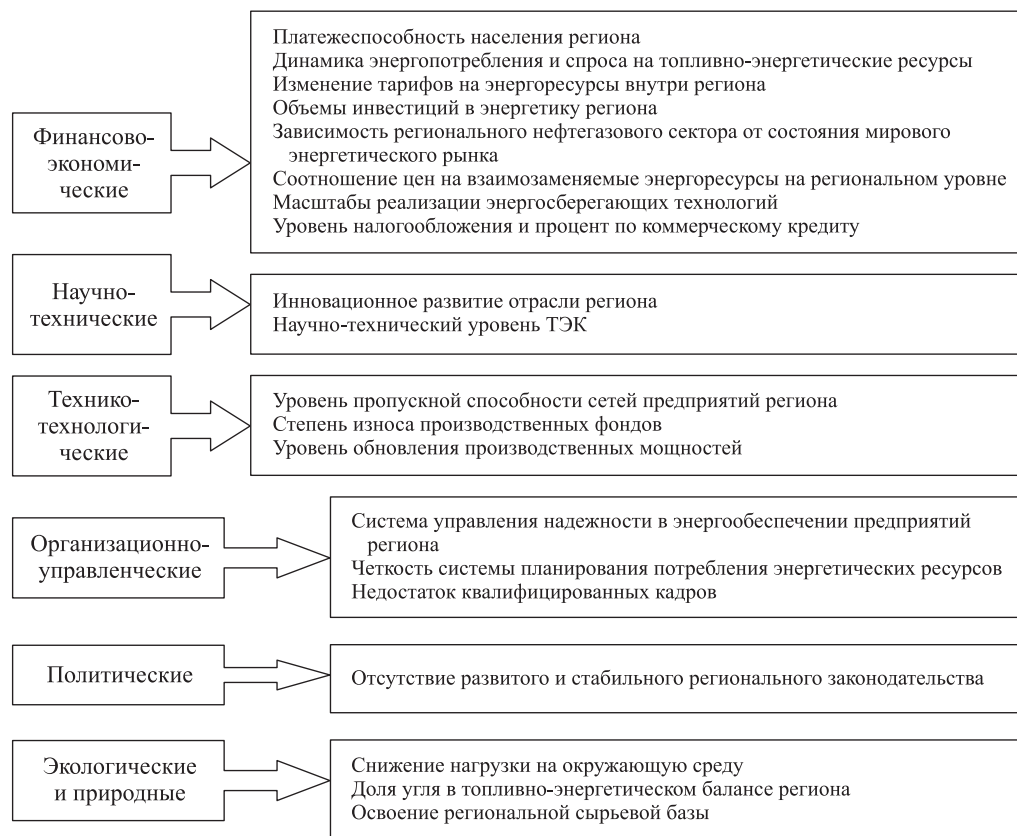 Финансово-
экономи-
ческие
Платежеспособность населения региона
Динамика энергопотребления и спроса на топливно-энергетические ресурсы
Изменение тарифов на энергоресурсы внутри региона
Объемы инвестиций в энергетику региона
Зависимость регионального нефтегазового сектора от состояния мирового
энергетического рынка
Соотношение цен на взаимозаменяемые энергоресурсы на региональном уровне
Масштабы реализации энергосберегающих технологий
Уровень налогообложения и процент по коммерческому кредиту
Научно-
технические
Инновационное развитие отрасли региона
Научно-технический уровень ТЭК
Технико-
технологи-
ческие
Уровень пропускной способности сетей предприятий региона
Степень износа производственных фондов
Уровень обновления производственных мощностей
Организационно-
управленческие
Система управления надежности в энергообеспечении предприятий
региона
Четкость системы планирования потребления энергетических ресурсов
Недостаток квалифицированных кадров
Политические
Отсутствие развитого и стабильного регионального законодательства
Экологические
и природные
Снижение нагрузки на окружающую среду
Доля угля в топливно-энергетическом балансе региона
Освоение региональной сырьевой базы